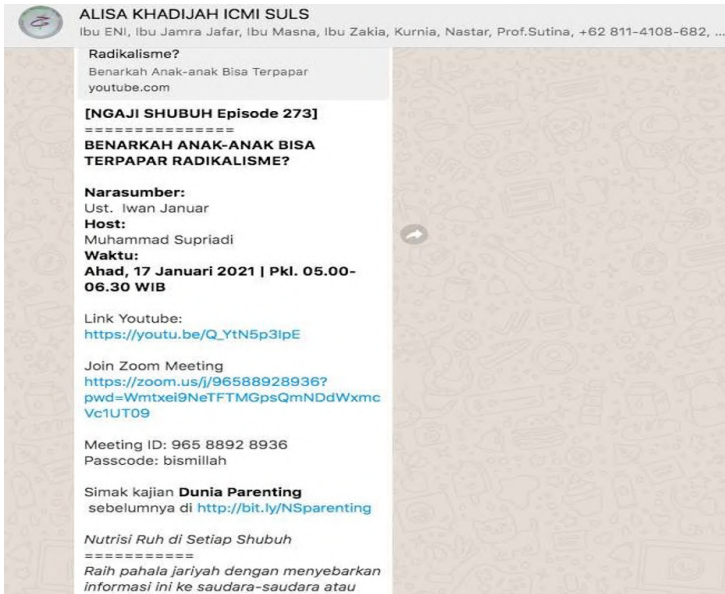 ALISA KHADIJAH ICMI SULS
Ibu ENI, Ibu Jamra Jafar, Ibu Masna, Ibu Zakia, Kurnia, Nastar, Prof.Sutina, +62 811-4108-682, ...
Radikalisme?
Benarkah Anak-anak Bisa Terpapar
youtube.com
[NGAJI SHUBUH Episode 273]
===============
BENARKAH ANAK-ANAK BISA
TERPAPAR RADIKALISME?
Narasumber:
Ust. Iwan Januar
Host:
Muhammad Supriadi
Waktu:
Ahad, 17 Januari 2021 | Pkl. 05.00-
06.30 WIB
Link Youtube:
https://youtu.be/Q_YtN5p3IpE
Join Zoom Meeting
https://zoom.us/j/96588928936?
pwd=Wmtxei9NeTFTMGpsQmNDdWxmc
Vc1UT09
Meeting ID: 965 8892 8936
Passcode: bismillah
Simak kajian Dunia Parenting
sebelumnya di http://bit.ly/NSparenting
Nutrisi Ruh di Setiap Shubuh
===========
Raih pahala jariyah dengan menyebarkan
informasi ini ke saudara-saudara atau